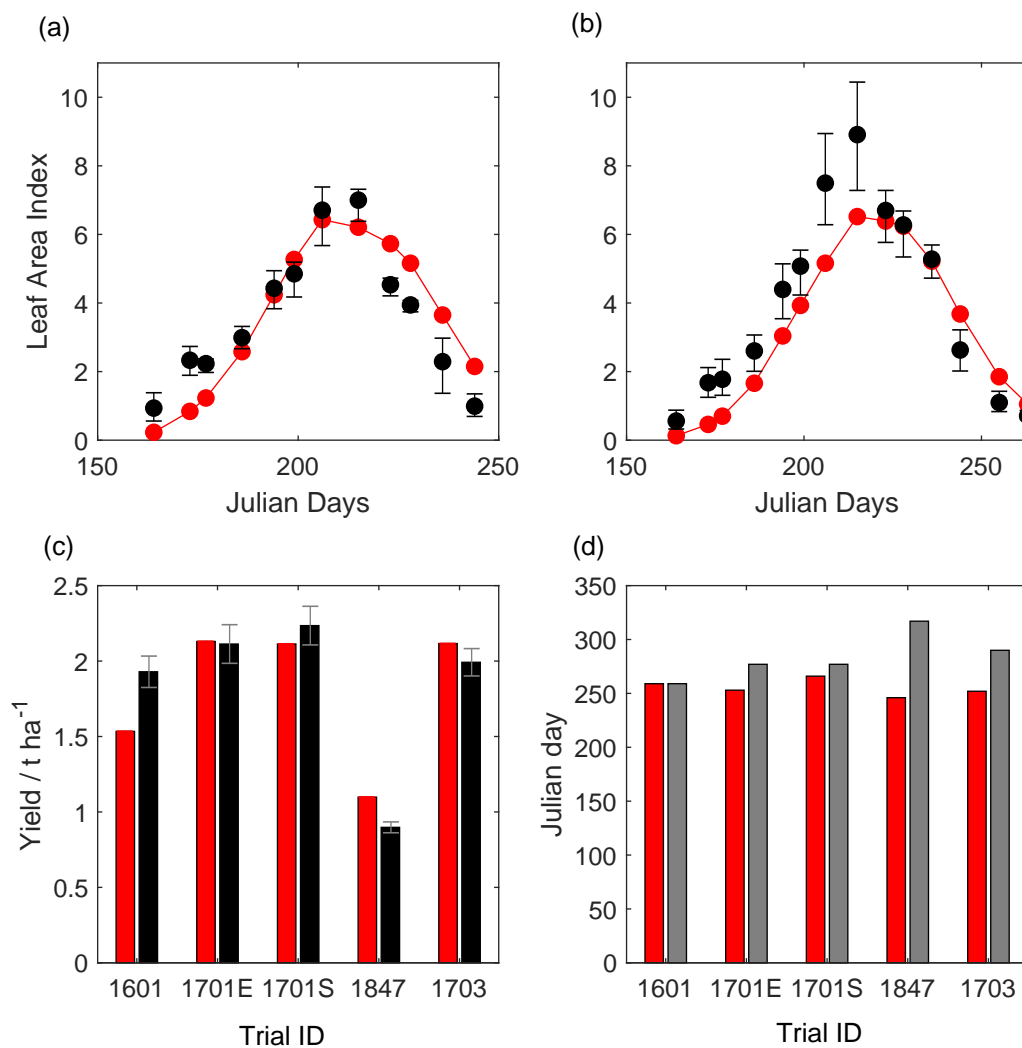 (a)
(b)
Leaf Area Index
10
8
6
4
2
0
150
200
250
Julian Days
10
8
6
4
2
0
150
200
250
Julian Days
(c)
(d)
Yield / t ha⁻¹
2.5
2
1.5
1
0.5
0
1601
1701E
1701S
1847
1703
Trial ID
Julian day
350
300
250
200
150
100
50
0
1601
1701E
1701S
1847
1703
Trial ID